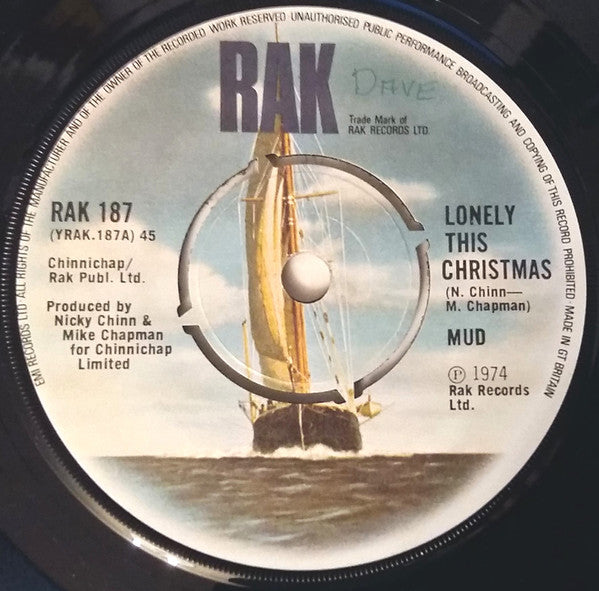 EMI RECORDS LTD ALL RIGHTS OF THE MANUFACTURER AND OF THE OWNER OF THE RECORDED WORK RESERVED UNAUTHORISED PUBLIC PERFORMANCE BROADCASTING AND COPYING OF THIS RECORD PROHIBITED · MADE IN GT BRITAIN
RAK
Dave
Trade Mark of
RAK RECORDS LTD.
RAK 187
(YRAK.187A) 45
Chinnichap/
Rak Publ. Ltd.
Produced by
Nicky Chinn &
Mike Chapman
for Chinnichap
Limited
LONELY
THIS
CHRISTMAS
(N. Chinn—
M. Chapman)
MUD
℗ 1974
Rak Records
Ltd.